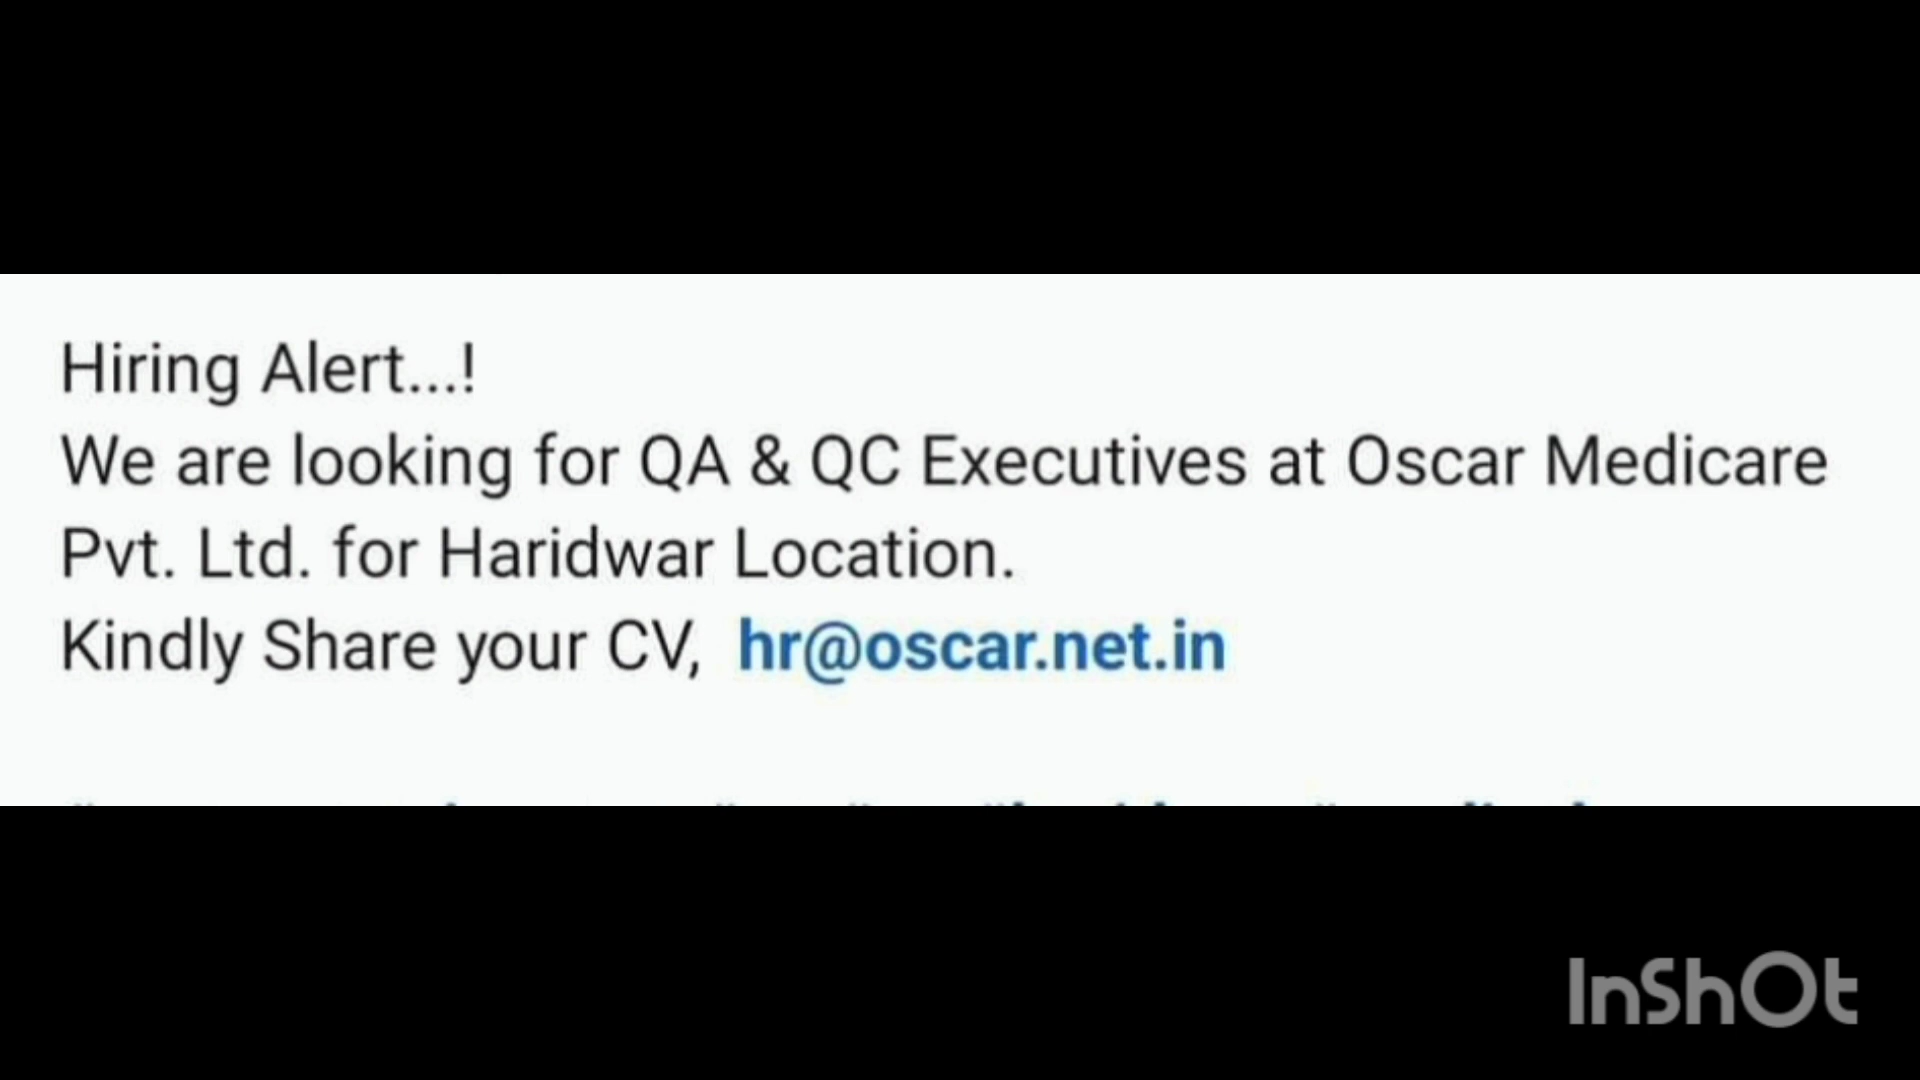 Hiring Alert...!
We are looking for QA & QC Executives at Oscar Medicare
Pvt. Ltd. for Haridwar Location.
Kindly Share your CV, hr@oscar.net.in
InShOt